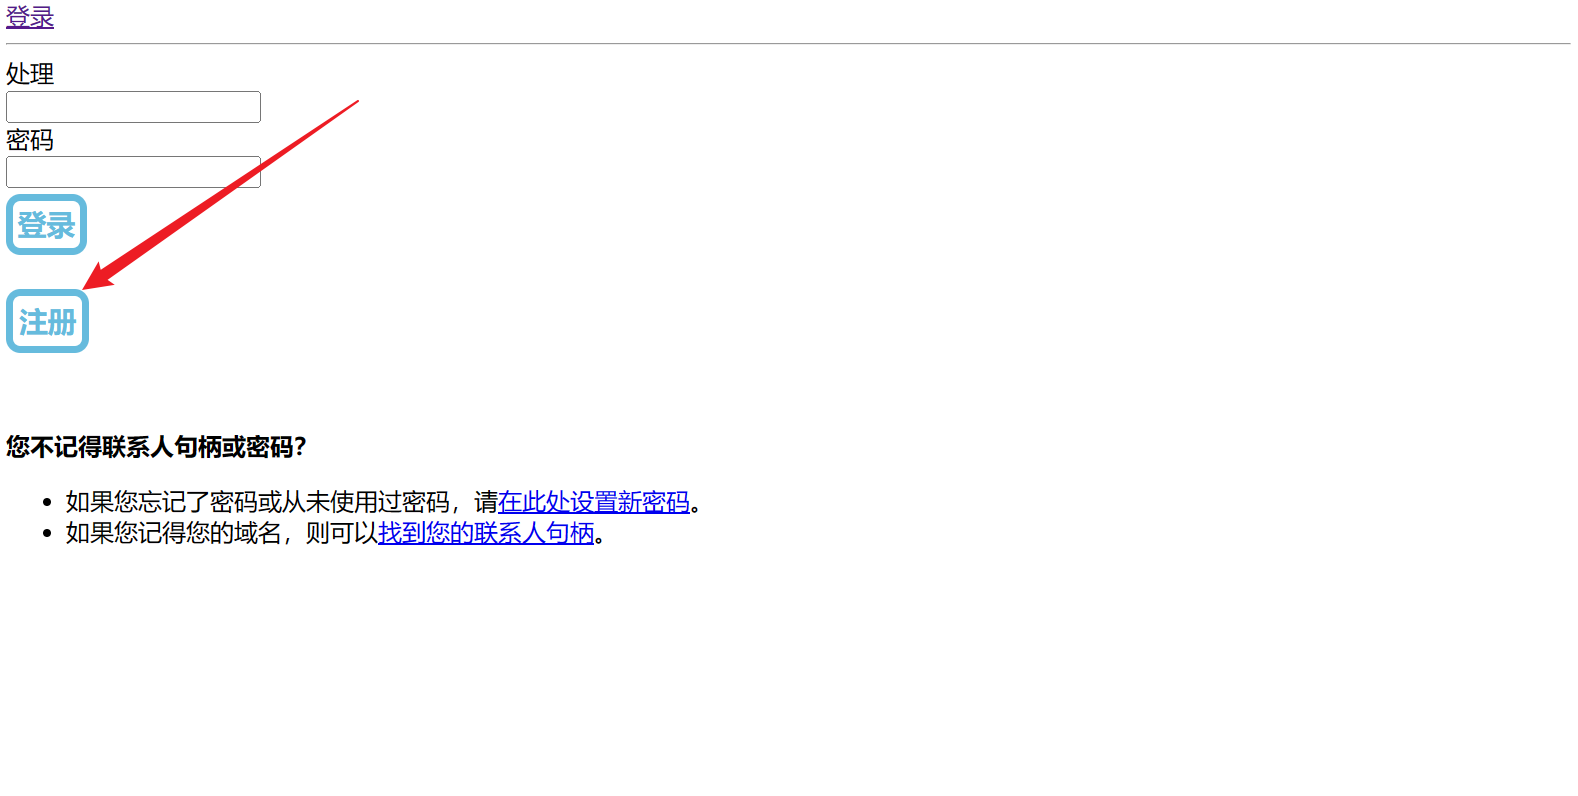 登录
处理
密码
登录
注册
您不记得联系人句柄或密码？
如果您忘记了密码或从未使用过密码，请在此处设置新密码。
如果您记得您的域名，则可以找到您的联系人句柄。